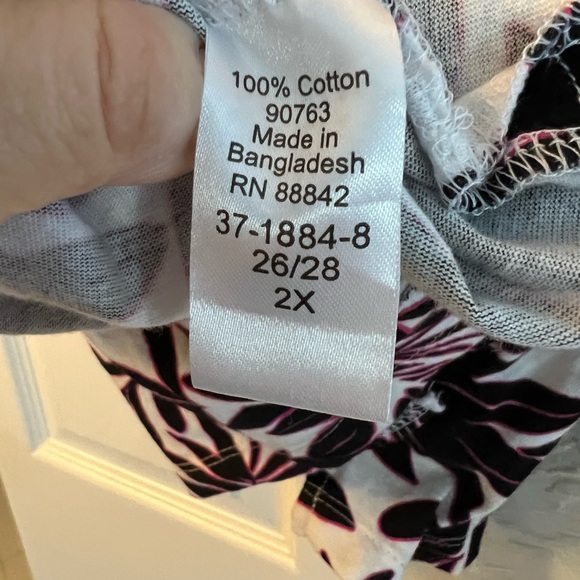 100% Cotton
90763
Made in
Bangladesh
RN 88842
37-1884-8
26/28
2X